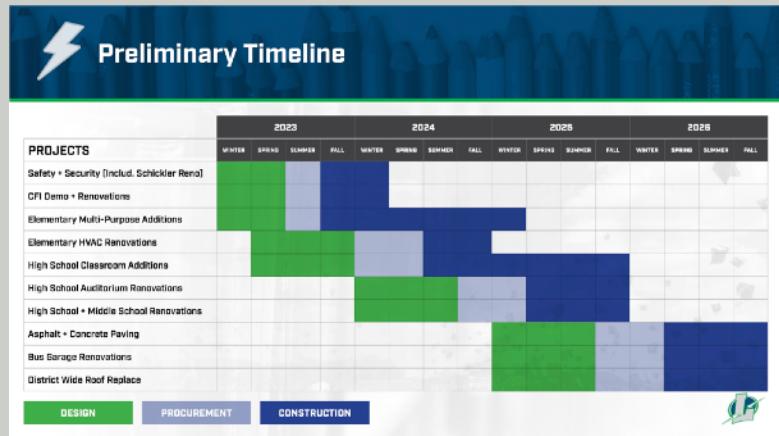 Preliminary Timeline
2023 2024 2025 2026
PROJECTS WINTER SPRING SUMMER FALL WINTER SPRING SUMMER FALL WINTER SPRING SUMMER FALL WINTER SPRING SUMMER FALL
Safety + Security (Includ. Schickler Reno)
CFI Demo + Renovations
Elementary Multi-Purpose Additions
Elementary HVAC Renovations
High School Classroom Additions
High School Auditorium Renovations
High School + Middle School Renovations
Asphalt + Concrete Paving
Bus Garage Renovations
District Wide Roof Replace
DESIGN PROCUREMENT CONSTRUCTION
L